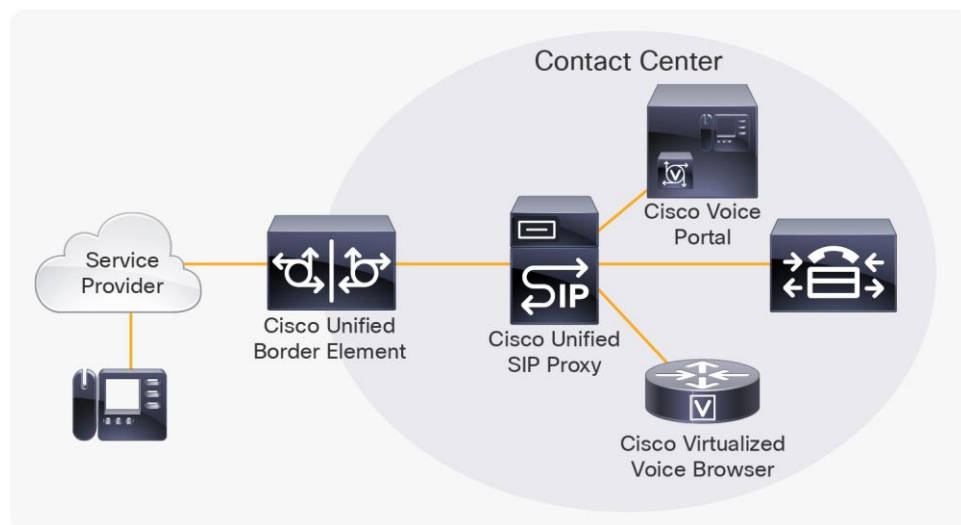 Contact Center
Cisco Voice
Portal
Service
Provider
SIP
Cisco Unified
Border Element
Cisco Unified
SIP Proxy
V
Cisco Virtualized
Voice Browser